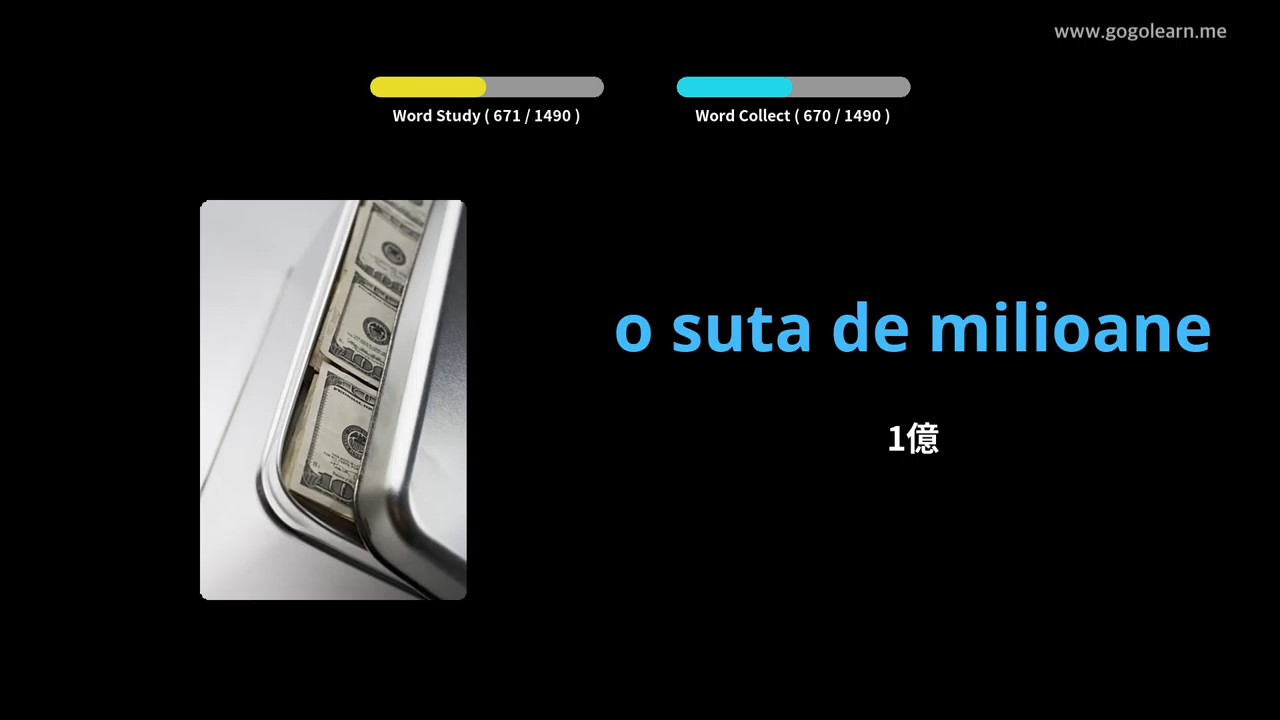 www.gogolearn.me
Word Study ( 671 / 1490 )
Word Collect ( 670 / 1490 )
o suta de milioane
1億